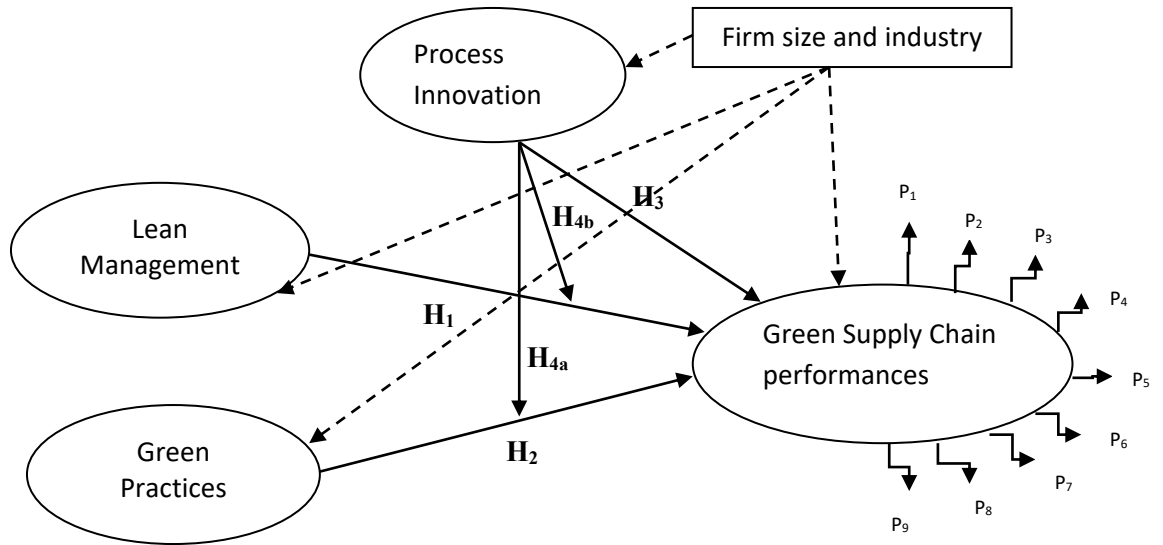 Process
Innovation
Firm size and industry
Lean
Management
H3
H4b
H1
H4a
H2
Green
Practices
Green Supply Chain
performances
P1
P2
P3
P4
P5
P6
P7
P8
P9